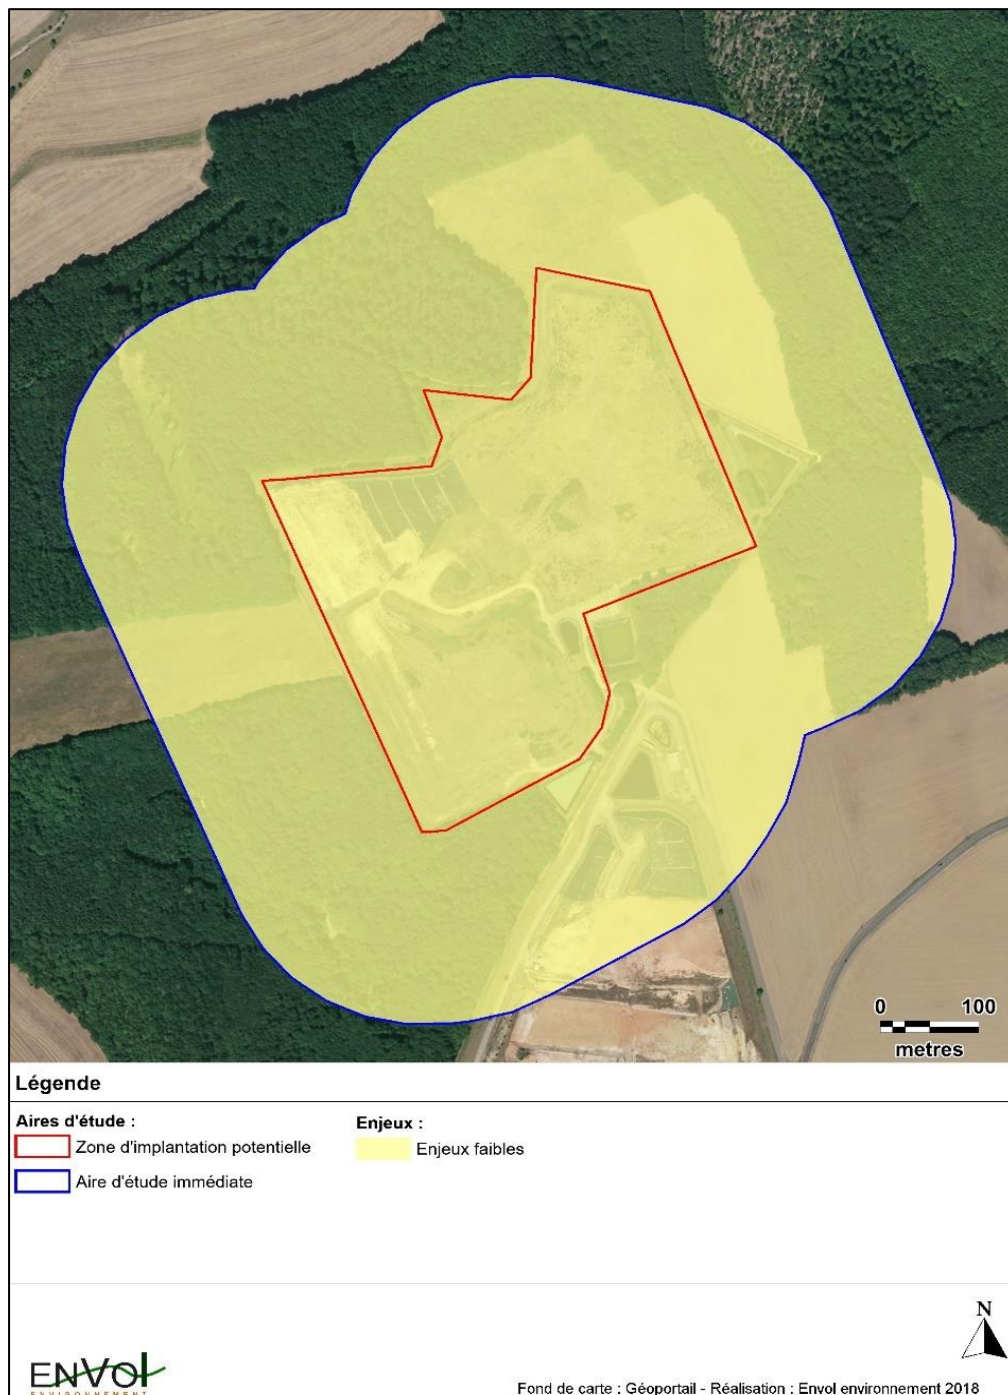 0 100
metres
Légende
Aires d'étude :
Zone d'implantation potentielle
Aire d'étude immédiate
Enjeux :
Enjeux faibles
N
ENVOl
ENVIRONNEMENT
Fond de carte : Géoportail - Réalisation : Envol environnement 2018